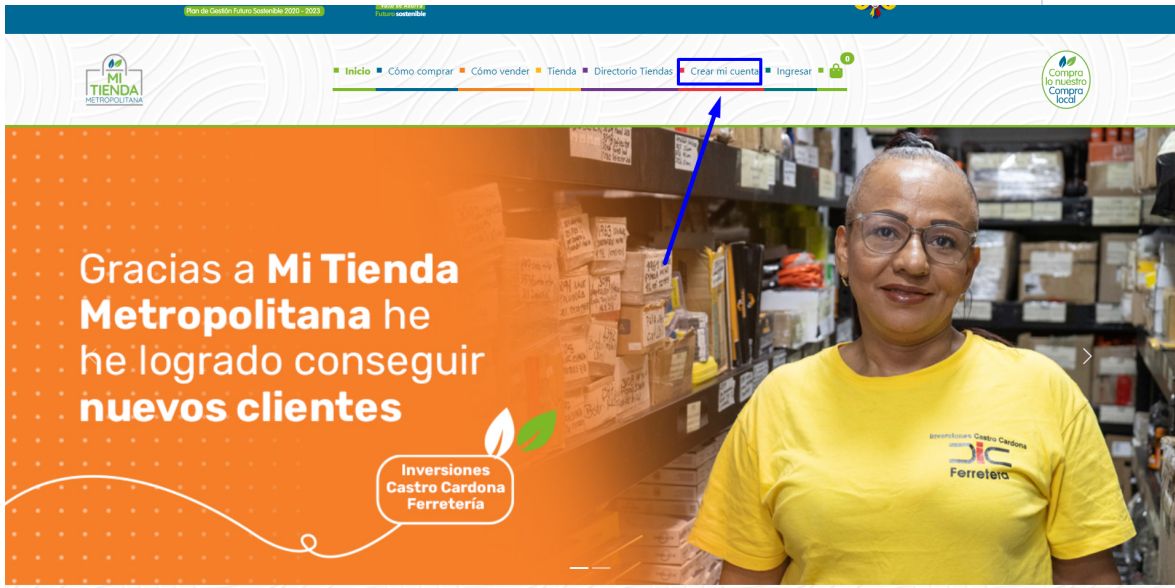 Plan de Gestión Futuro Sostenible 2020 - 2023
Futuro sostenible
MI
TIENDA
METROPOLITANA
Inicio Cómo comprar Cómo vender Tienda Directorio Tiendas Crear mi cuenta Ingresar 0
Compra
lo nuestro
Compra
local
Gracias a Mi Tienda
Metropolitana he
he logrado conseguir
nuevos clientes
Inversiones
Castro Cardona
Ferretería
Inversiones Castro Cardona
Ferretería